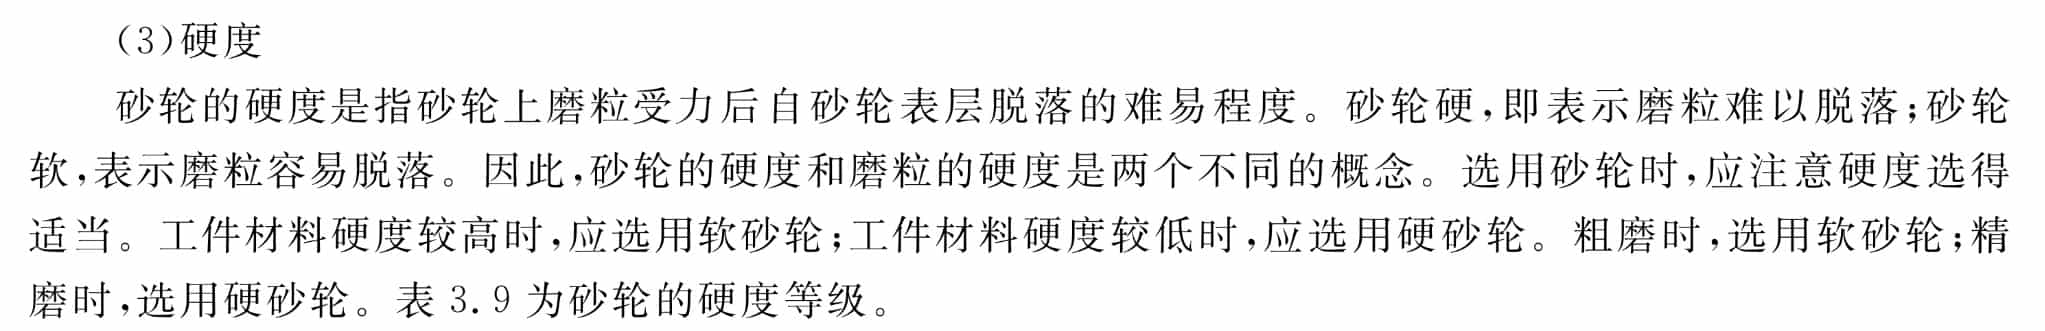 (3)硬度
砂轮的硬度是指砂轮上磨粒受力后自砂轮表层脱落的难易程度。砂轮硬,即表示磨粒难以脱落;砂轮
软,表示磨粒容易脱落。因此,砂轮的硬度和磨粒的硬度是两个不同的概念。选用砂轮时,应注意硬度选得
适当。工件材料硬度较高时,应选用软砂轮;工件材料硬度较低时,应选用硬砂轮。粗磨时,选用软砂轮;精
磨时,选用硬砂轮。表 3.9 为砂轮的硬度等级。